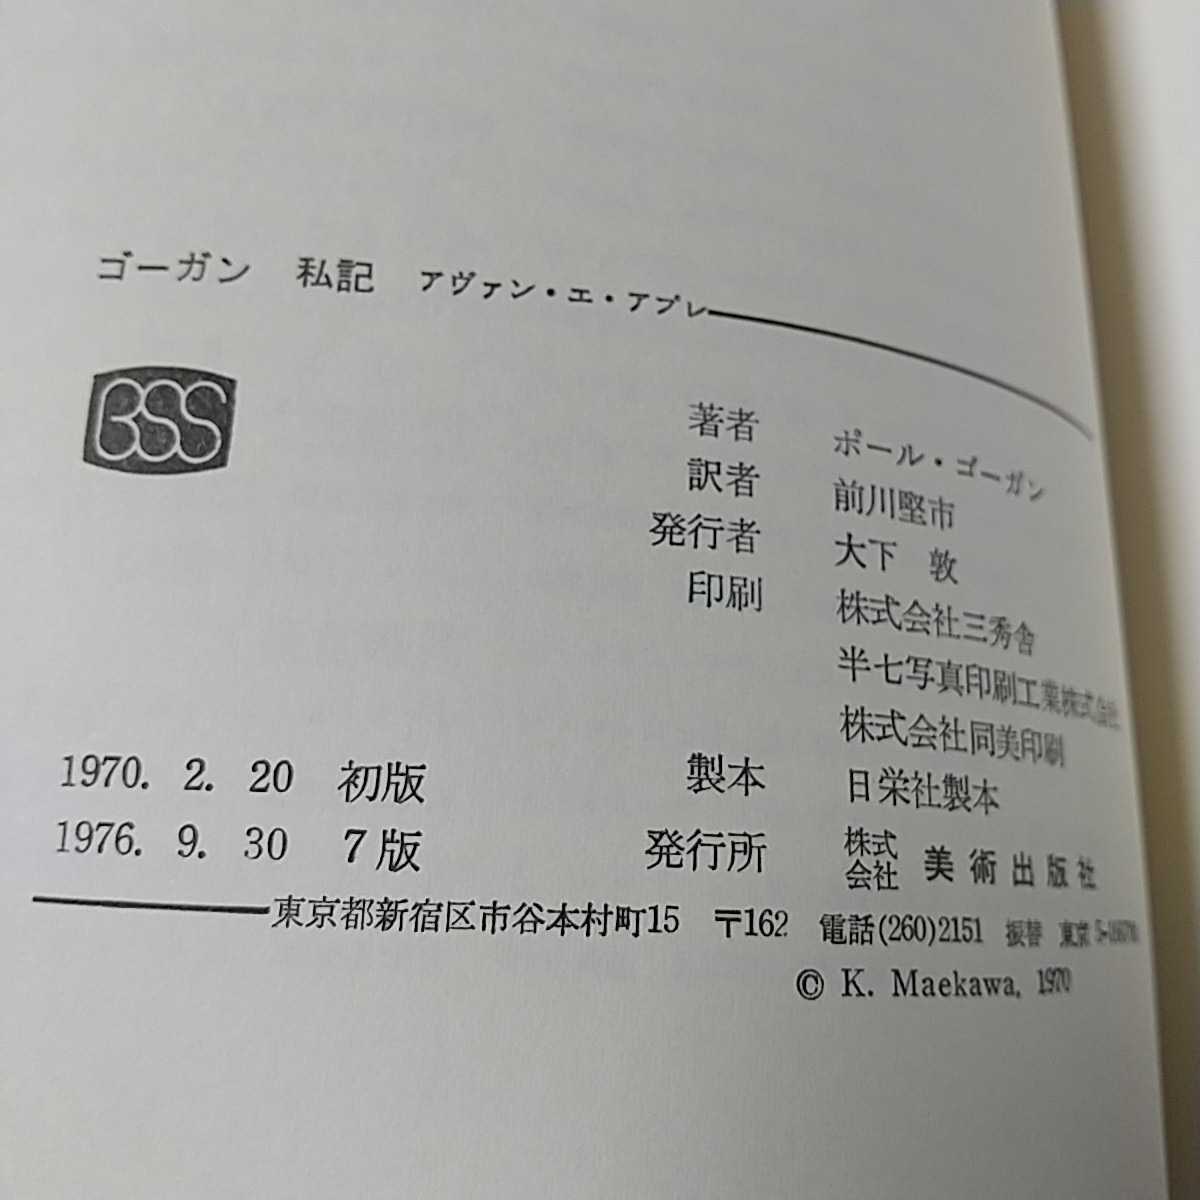 ゴーガン 私記 アヴァン・エ・アプレ
BSS
著者 ポール・ゴーガン
訳者 前川堅市
発行者 大下 敦
印刷 株式会社三秀舎
半七写真印刷工業株式会社
株式会社同美印刷
1970. 2. 20 初版 製本 日栄社製本
1976. 9. 30 7版 発行所 株式会社 美術出版社
東京都新宿区市谷本村町15 〒162 電話(260)2151 振替 東京
© K. Maekawa, 1970